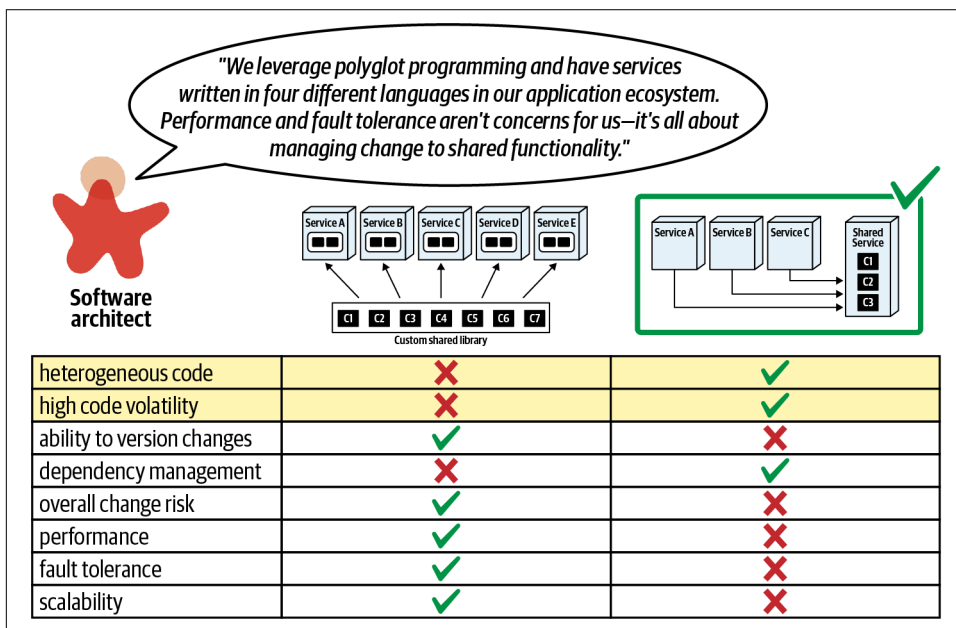 "We leverage polyglot programming and have services
written in four different languages in our application ecosystem.
Performance and fault tolerance aren't concerns for us—it's all about
managing change to shared functionality."
Software
architect
Service A
Service B
Service C
Service D
Service E
C1
C2
C3
C4
C5
C6
C7
Custom shared library
Service A
Service B
Service C
Shared
Service
C1
C2
C3
heterogeneous code
high code volatility
ability to version changes
dependency management
overall change risk
performance
fault tolerance
scalability